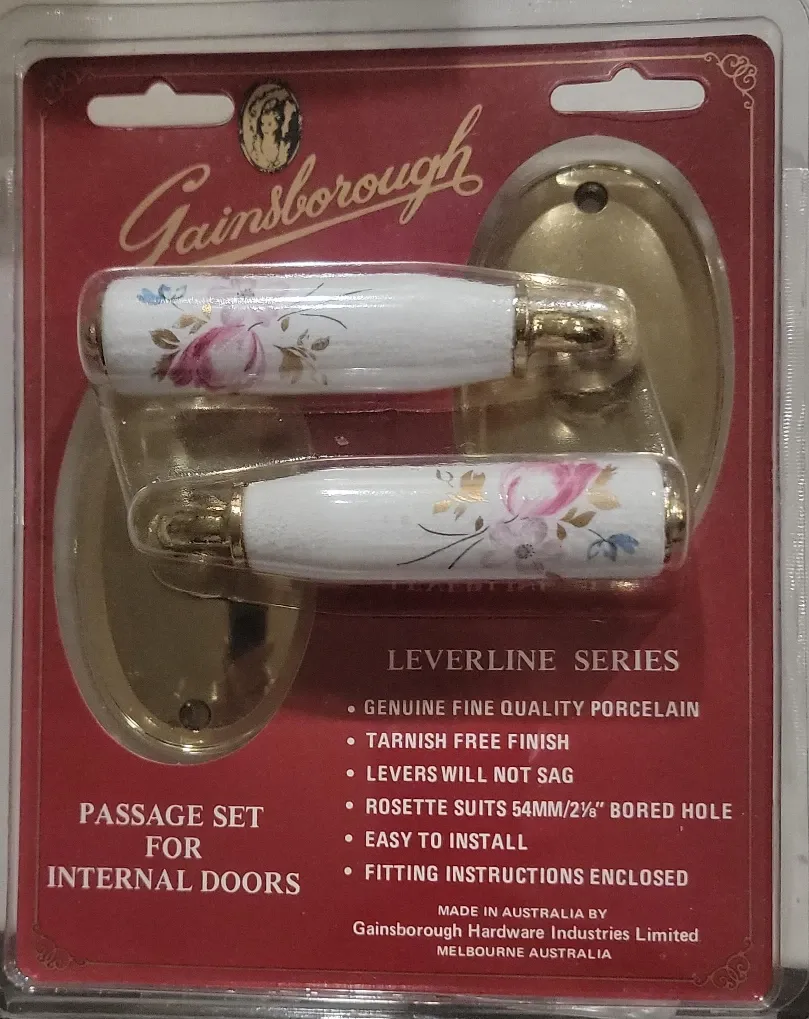 Gainsborough
LEVERLINE SERIES
• GENUINE FINE QUALITY PORCELAIN
• TARNISH FREE FINISH
• LEVERS WILL NOT SAG
• ROSETTE SUITS 54MM/2⅛" BORED HOLE
• EASY TO INSTALL
• FITTING INSTRUCTIONS ENCLOSED
PASSAGE SET
FOR
INTERNAL DOORS
MADE IN AUSTRALIA BY
Gainsborough Hardware Industries Limited
MELBOURNE AUSTRALIA